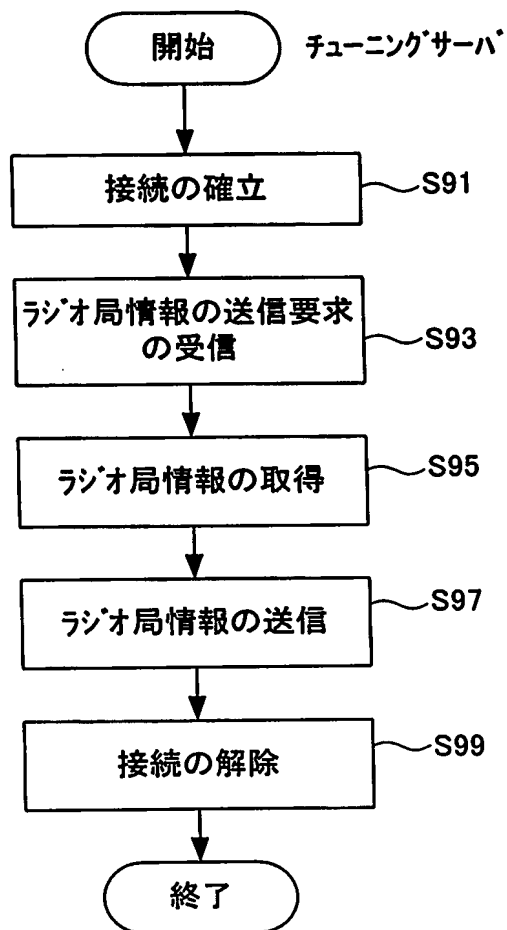 開始
チューニングサーバ
接続の確立
S91
ラジオ局情報の送信要求
の受信
S93
ラジオ局情報の取得
S95
ラジオ局情報の送信
S97
接続の解除
S99
終了